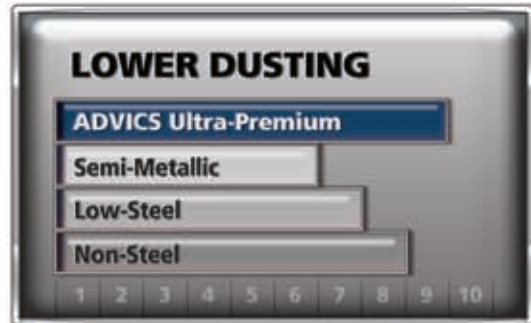 LOWER DUSTING
ADVICS Ultra-Premium
Semi-Metallic
Low-Steel
Non-Steel
1 2 3 4 5 6 7 8 9 10